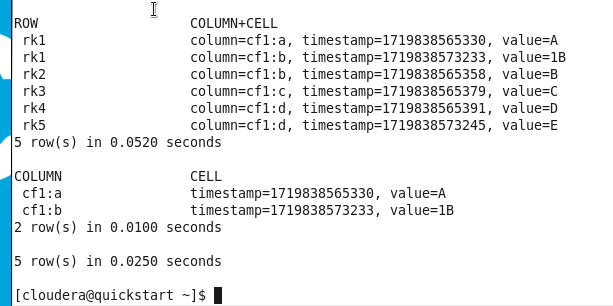 ROW COLUMN+CELL
rk1 column=cf1:a, timestamp=1719838565330, value=A
rk1 column=cf1:b, timestamp=1719838573233, value=1B
rk2 column=cf1:b, timestamp=1719838565358, value=B
rk3 column=cf1:c, timestamp=1719838565379, value=C
rk4 column=cf1:d, timestamp=1719838565391, value=D
rk5 column=cf1:d, timestamp=1719838573245, value=E
5 row(s) in 0.0520 seconds
COLUMN CELL
cf1:a timestamp=1719838565330, value=A
cf1:b timestamp=1719838573233, value=1B
2 row(s) in 0.0100 seconds
5 row(s) in 0.0250 seconds
[cloudera@quickstart ~]$